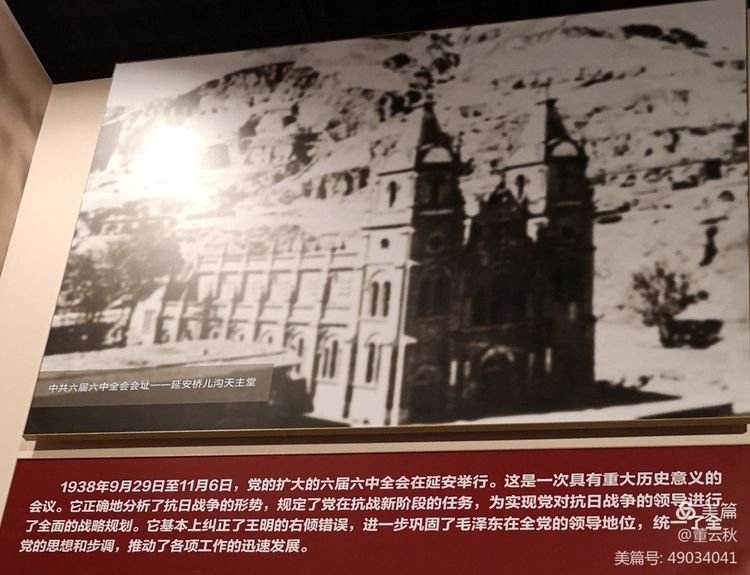 中共六届六中全会会址——延安桥儿沟天主堂
1938年9月29日至11月6日，党的扩大的六届六中全会在延安举行。这是一次具有重大历史意义的
会议。它正确地分析了抗日战争的形势，规定了党在抗战新阶段的任务，为实现党对抗日战争的领导进行
了全面的战略规划。它基本上纠正了王明的右倾错误，进一步巩固了毛泽东在全党的领导地位，统一了全
党的思想和步调，推动了各项工作的迅速发展。
美篇
@董云秋
美篇号: 49034041